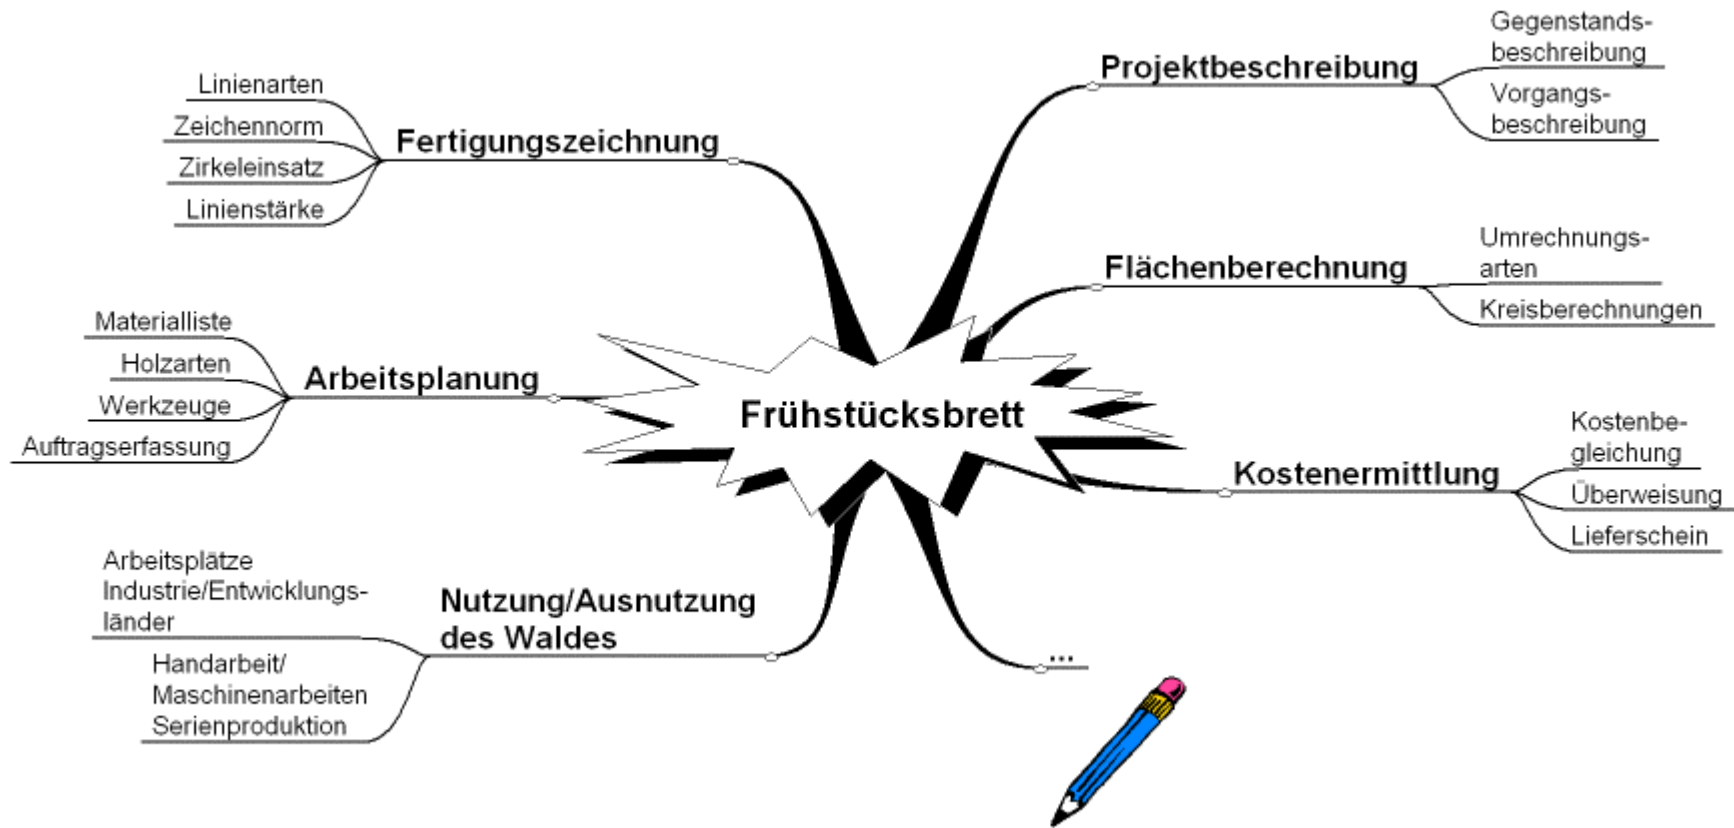 Frühstücksbrett
Projektbeschreibung
Gegenstands-
beschreibung
Vorgangs-
beschreibung
Flächenberechnung
Umrechnungs-
arten
Kreisberechnungen
Kostenermittlung
Kostenbe-
gleichung
Überweisung
Lieferschein
...
Nutzung/Ausnutzung
des Waldes
Arbeitsplätze
Industrie/Entwicklungs-
länder
Handarbeit/
Maschinenarbeiten
Serienproduktion
Arbeitsplanung
Materialliste
Holzarten
Werkzeuge
Auftragserfassung
Fertigungszeichnung
Linienarten
Zeichennorm
Zirkeleinsatz
Linienstärke